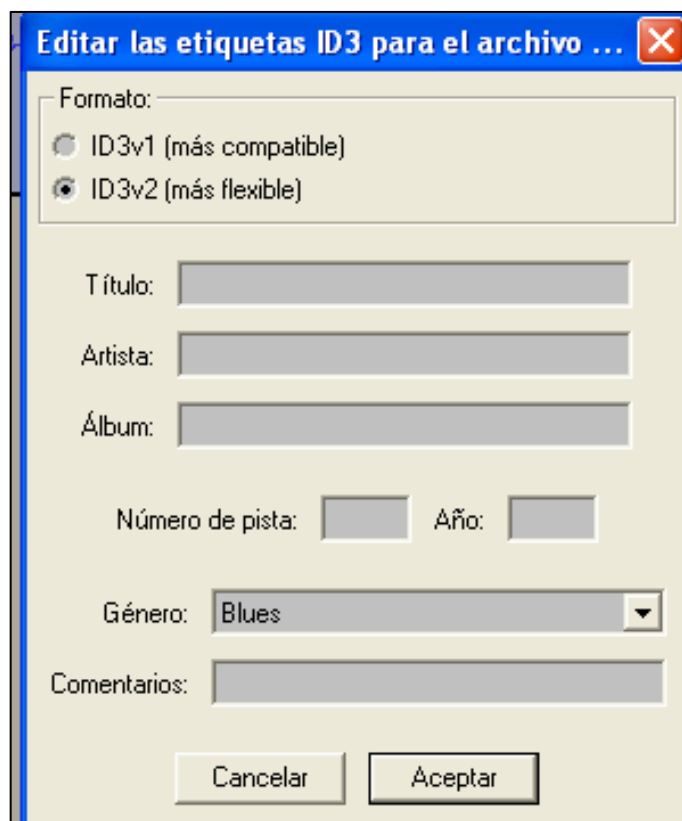 Editar las etiquetas ID3 para el archivo ...
Formato:
ID3v1 (más compatible)
ID3v2 (más flexible)
Título:
Artista:
Álbum:
Número de pista: Año:
Género: Blues
Comentarios:
Cancelar Aceptar